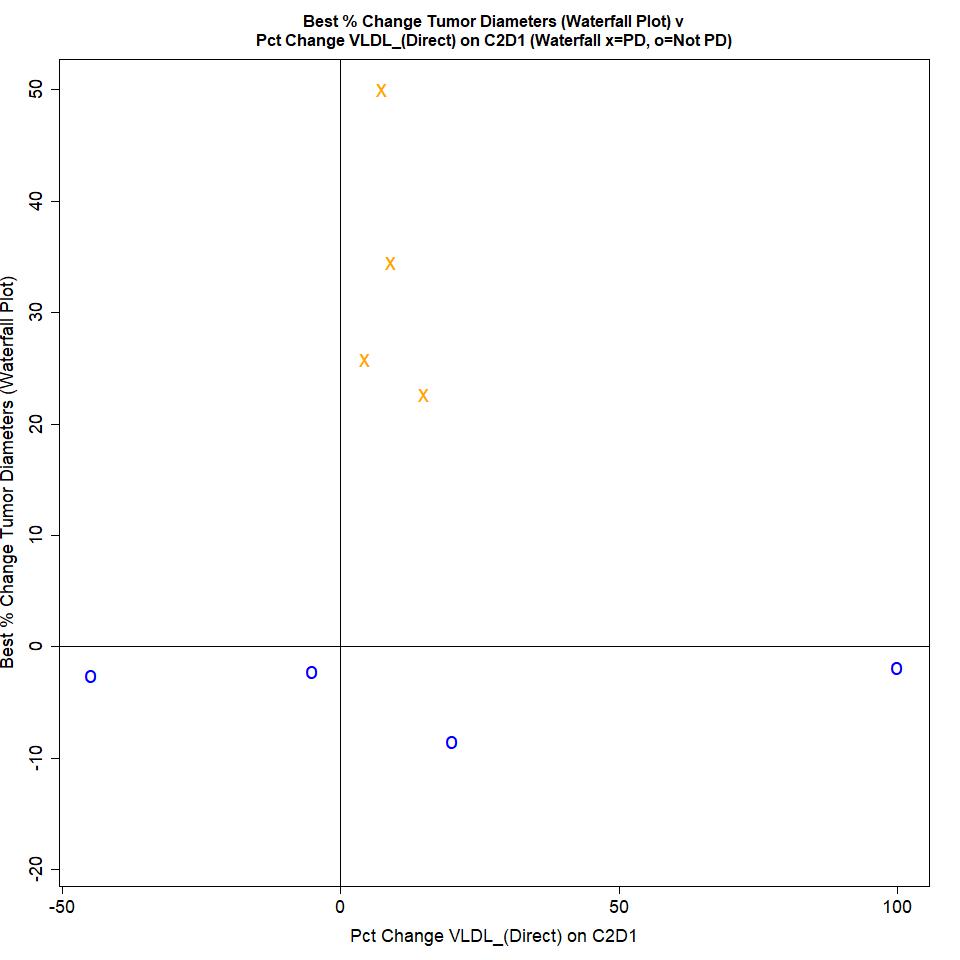 Best % Change Tumor Diameters (Waterfall Plot) v
Pct Change VLDL_(Direct) on C2D1 (Waterfall x=PD, o=Not PD)
Best % Change Tumor Diameters (Waterfall Plot)
50
40
30
20
10
0
-10
-20
X
X
X
X
O
O
O
O
-50
0
50
100
Pct Change VLDL_(Direct) on C2D1